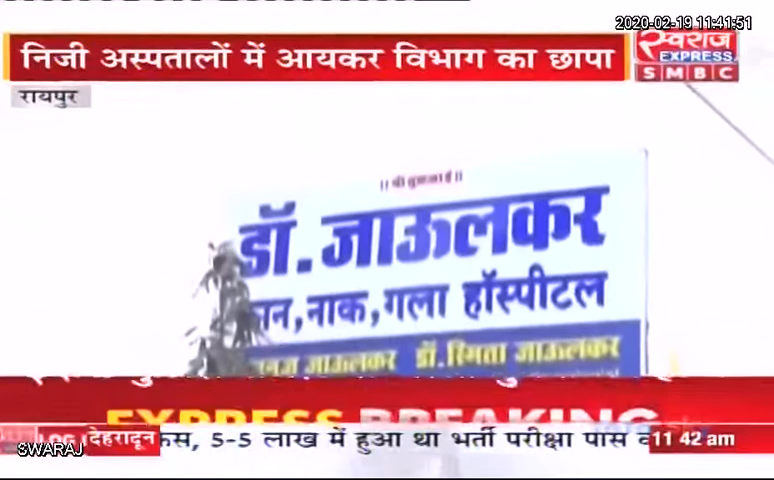 2020-02-19 11:41:51
निजी अस्पतालों में आयकर विभाग का छापा
स्वराज
EXPRESS
SMBC
रायपुर
डॉ. जाऊलकर
नाक, गला हॉस्पीटल
जाऊलकर डॉ. स्मिता जाऊलकर
EXPRESS BREAKING
देहरादून
, 5-5 लाख में हुआ था भर्ती परीक्षा पास
11 42 am
SWARAJ